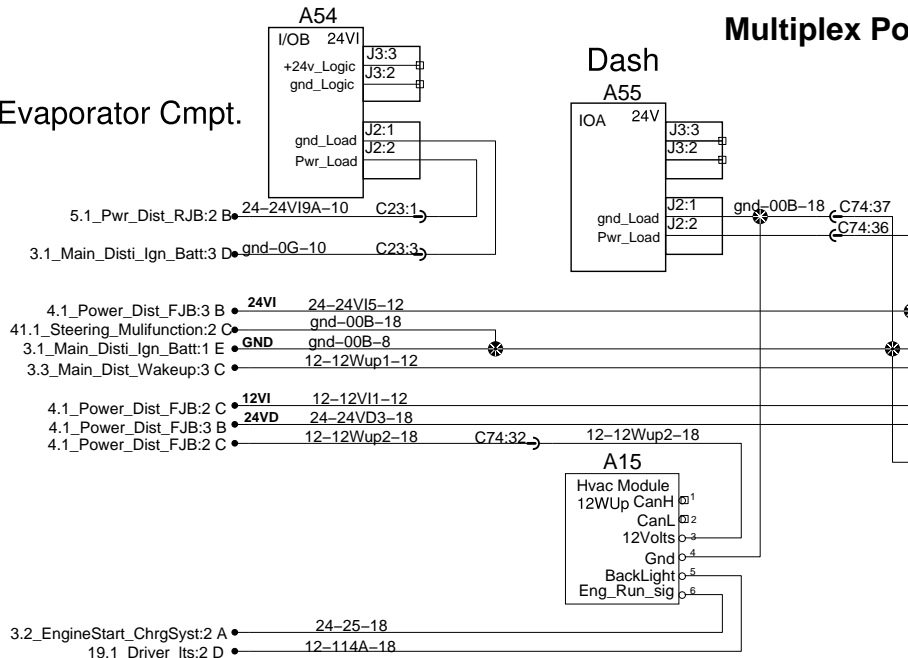 Multiplex Po
A54
I/OB 24VI
+24v_Logic
gnd_Logic
J3:3
J3:2
gnd_Load
Pwr_Load
J2:1
J2:2
Evaporator Cmpt.
Dash
A55
IOA 24V
J3:3
J3:2
gnd_Load
Pwr_Load
J2:1
J2:2
gnd-00B-18
C74:37
C74:36
5.1_Pwr_Dist_RJB:2 B 24-24VI9A-10 C23:1
3.1_Main_Disti_Ign_Batt:3 D gnd-0G-10 C23:3
4.1_Power_Dist_FJB:3 B 24VI 24-24VI5-12
41.1_Steering_Mulifunction:2 C gnd-00B-18
3.1_Main_Disti_Ign_Batt:1 E GND gnd-00B-8
3.3_Main_Dist_Wakeup:3 C 12-12Wup1-12
4.1_Power_Dist_FJB:2 C 12VI 12-12VI1-12
4.1_Power_Dist_FJB:3 B 24VD 24-24VD3-18
4.1_Power_Dist_FJB:2 C 12-12Wup2-18 C74:32 12-12Wup2-18
A15
Hvac Module
12WUp CanH 1
CanL 2
12Volts 3
Gnd 4
BackLight 5
Eng_Run_sig 6
3.2_EngineStart_ChrgSyst:2 A 24-25-18
19.1_Driver_Its:2 D 12-114A-18